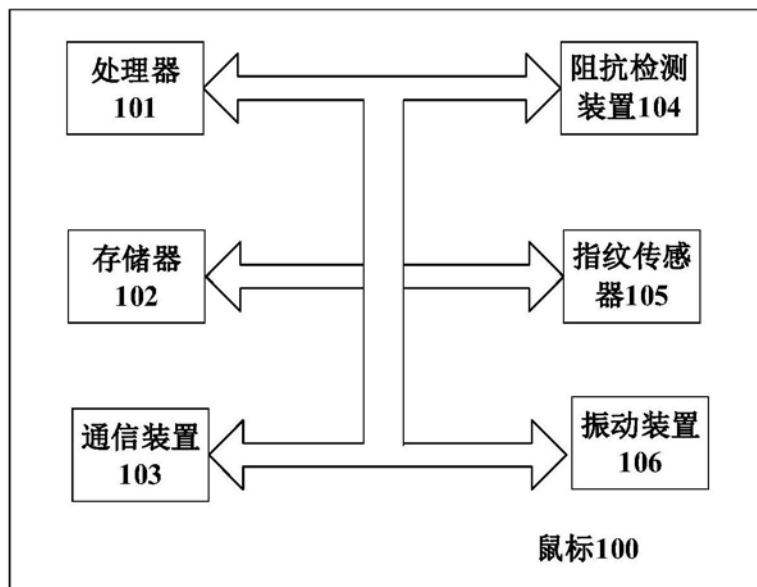 处理器
101
阻抗检测
装置104
存储器
102
指纹传感
器105
通信装置
103
振动装置
106
鼠标100